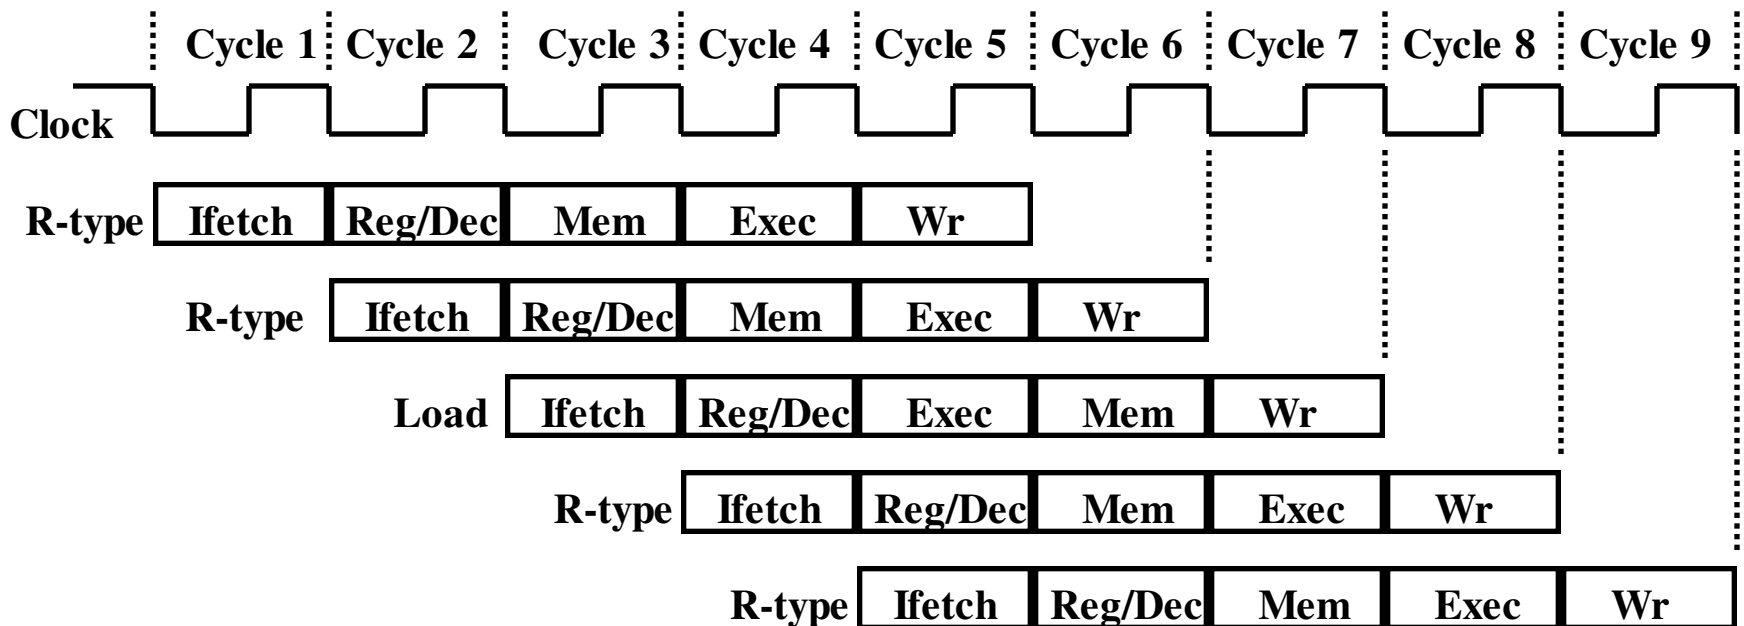 Cycle 1 Cycle 2 Cycle 3 Cycle 4 Cycle 5 Cycle 6 Cycle 7 Cycle 8 Cycle 9
Clock
R-type Ifetch Reg/Dec Mem Exec Wr
R-type Ifetch Reg/Dec Mem Exec Wr
Load Ifetch Reg/Dec Exec Mem Wr
R-type Ifetch Reg/Dec Mem Exec Wr
R-type Ifetch Reg/Dec Mem Exec Wr